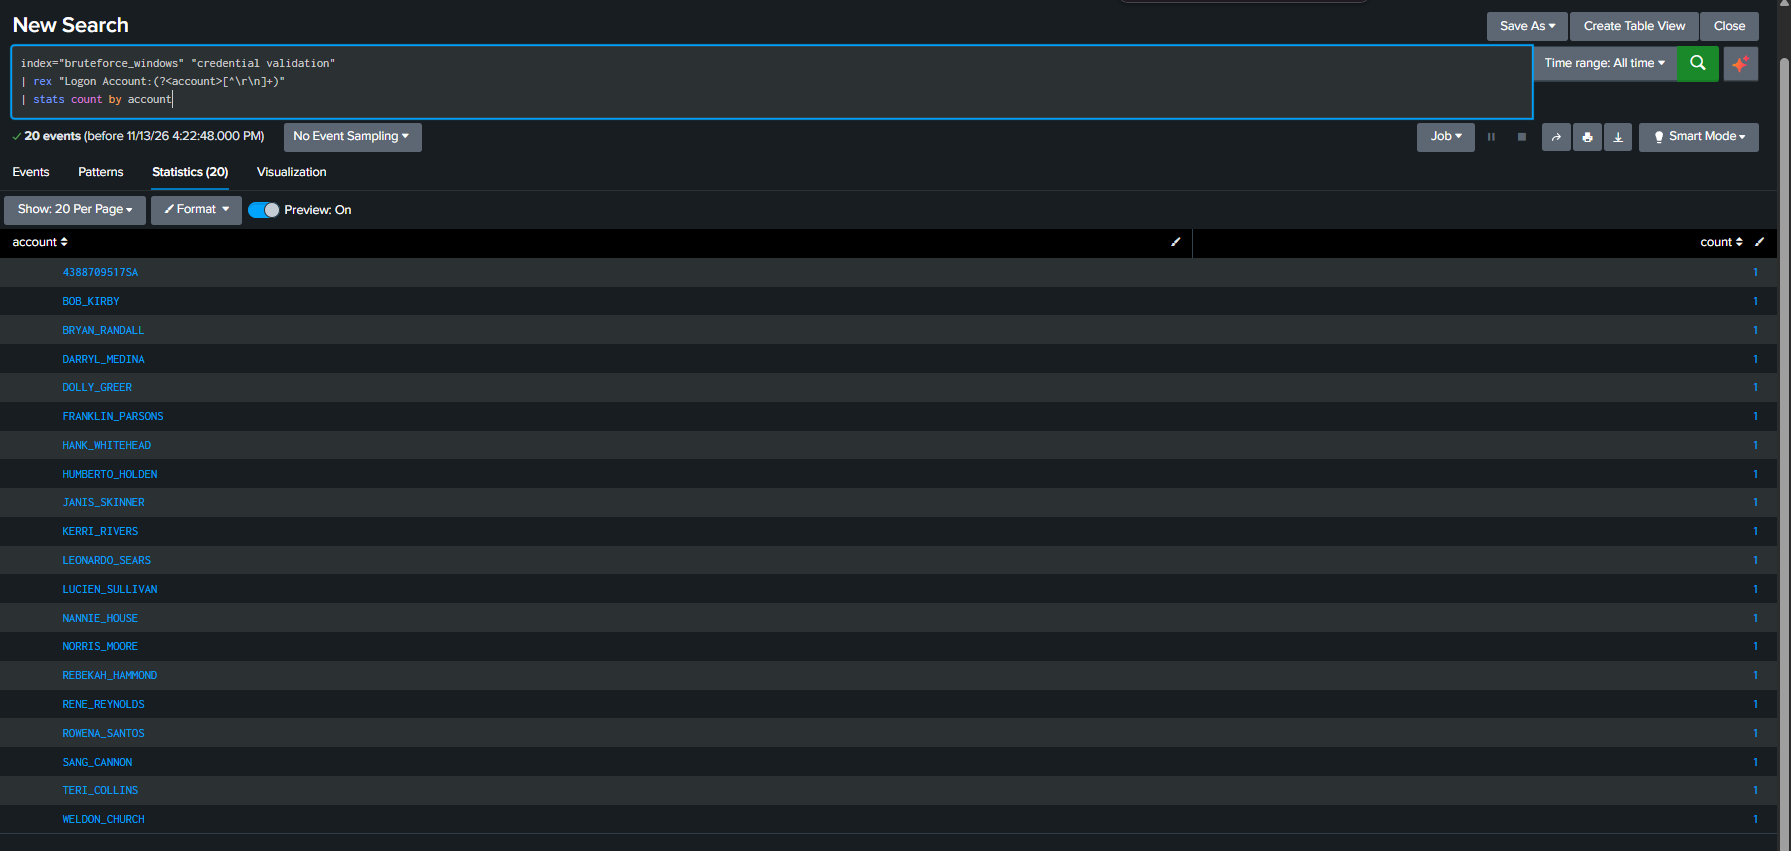 New Search
Save As
Create Table View
Close
index="bruteforce_windows" "credential validation"
| rex "Logon Account:(?<account>[^\r\n]+)"
| stats count by account
Time range: All time
20 events (before 11/13/26 4:22:48.000 PM)
No Event Sampling
Job
Smart Mode
Events
Patterns
Statistics (20)
Visualization
Show: 20 Per Page
Format
Preview: On
account
count
4388709517SA 1
BOB_KIRBY 1
BRYAN_RANDALL 1
DARRYL_MEDINA 1
DOLLY_GREER 1
FRANKLIN_PARSONS 1
HANK_WHITEHEAD 1
HUMBERTO_HOLDEN 1
JANIS_SKINNER 1
KERRI_RIVERS 1
LEONARDO_SEARS 1
LUCIEN_SULLIVAN 1
NANNIE_HOUSE 1
NORRIS_MOORE 1
REBEKAH_HAMMOND 1
RENE_REYNOLDS 1
ROWENA_SANTOS 1
SANG_CANNON 1
TERI_COLLINS 1
WELDON_CHURCH 1